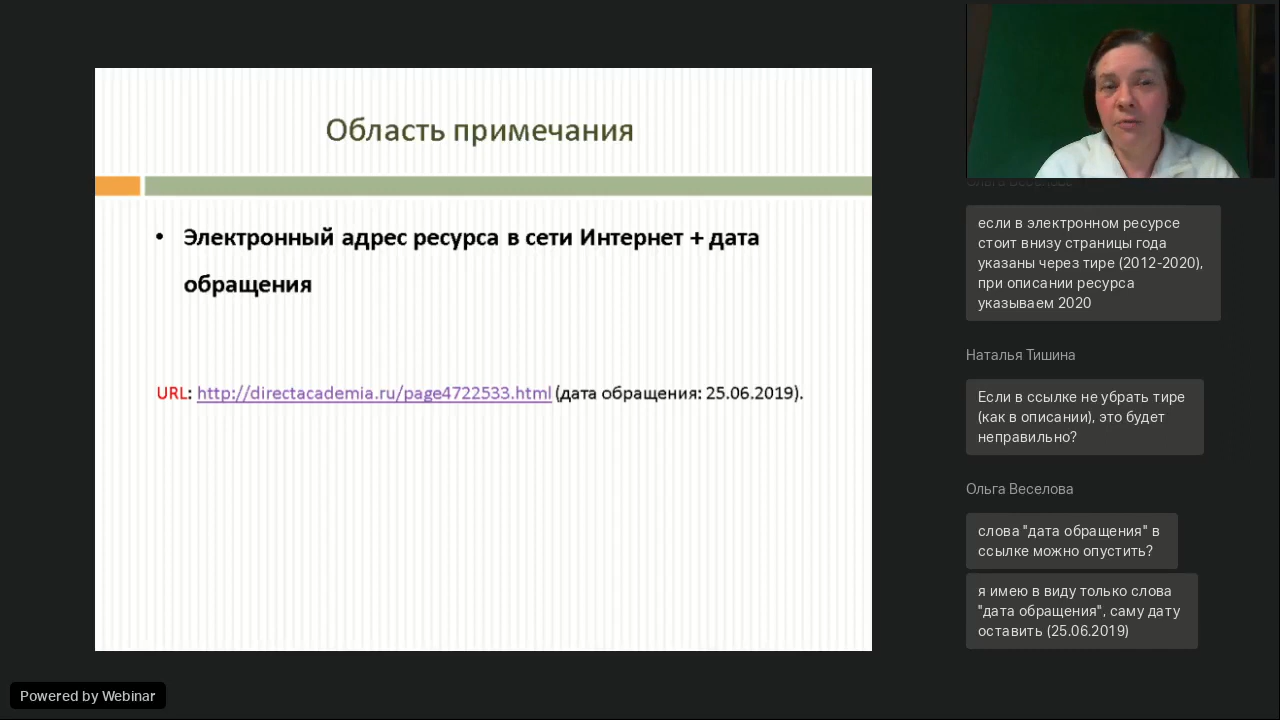 Область примечания
• Электронный адрес ресурса в сети Интернет + дата
обращения
URL: http://directacademia.ru/page4722533.html (дата обращения: 25.06.2019).
если в электронном ресурсе
стоит внизу страницы года
указаны через тире (2012-2020),
при описании ресурса
указываем 2020
Наталья Тишина
Если в ссылке не убрать тире
(как в описании), это будет
неправильно?
Ольга Веселова
слова "дата обращения" в
ссылке можно опустить?
я имею в виду только слова
"дата обращения", саму дату
оставить (25.06.2019)
Powered by Webinar